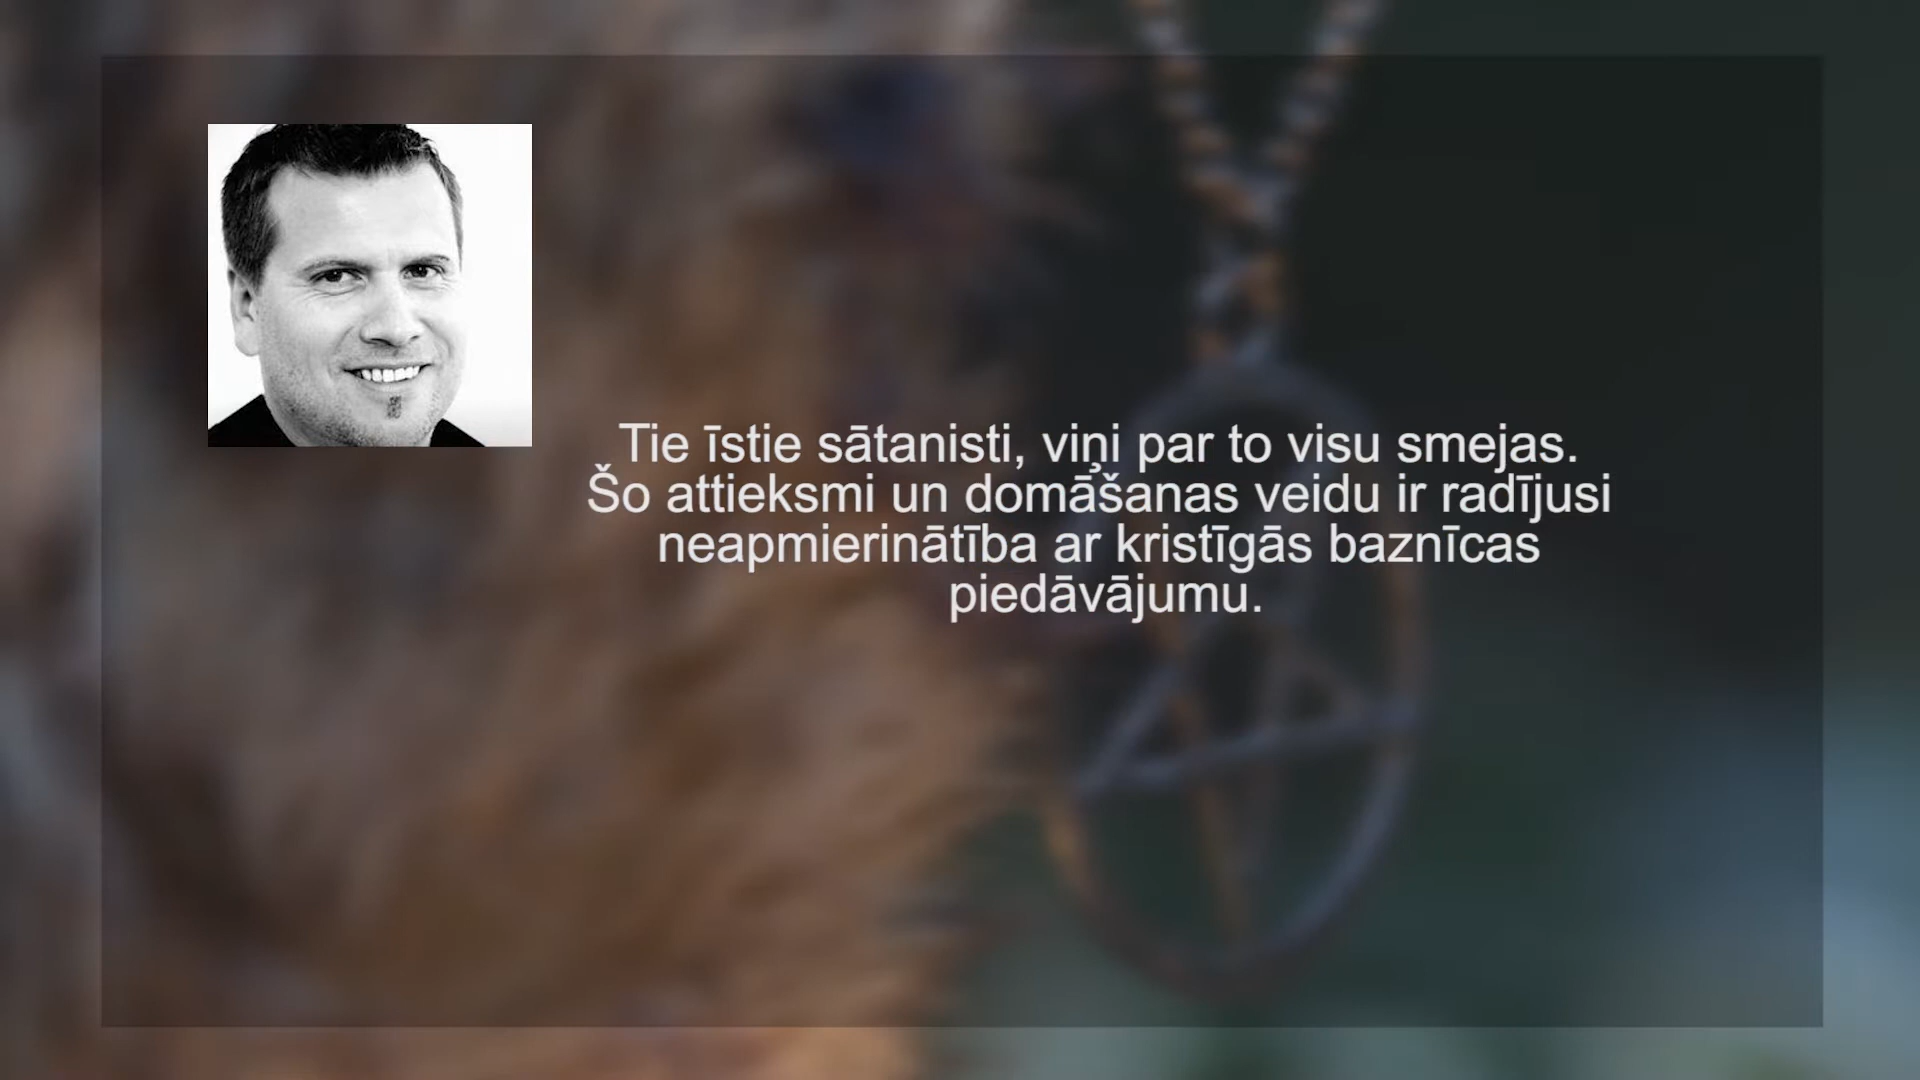 Tie īstie sātanisti, viņi par to visu smejas.
Šo attieksmi un domāšanas veidu ir radījusi
neapmierinātība ar kristīgās baznīcas
piedāvājumu.